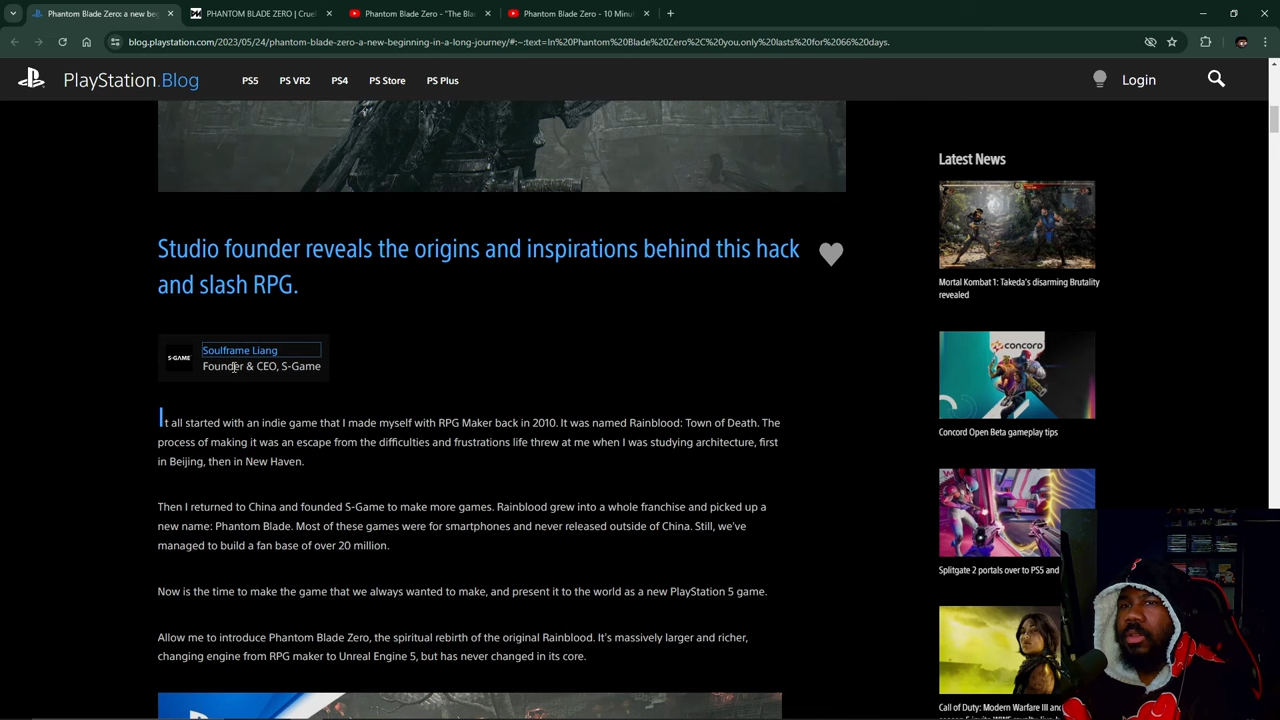 Phantom Blade Zero: a new beg
PHANTOM BLADE ZERO | Cruel
Phantom Blade Zero - "The Bla
Phantom Blade Zero - 10 Minut
blog.playstation.com/2023/05/24/phantom-blade-zero-a-new-beginning-in-a-long-journey/#:~:text=In%20Phantom%20Blade%20Zero%2C%20you,only%20lasts%20for%2066%20days.
PlayStation.Blog
PS5
PS VR2
PS4
PS Store
PS Plus
Login
Studio founder reveals the origins and inspirations behind this hack
and slash RPG.
S-GAME
Soulframe Liang
Founder & CEO, S-Game
It all started with an indie game that I made myself with RPG Maker back in 2010. It was named Rainblood: Town of Death. The
process of making it was an escape from the difficulties and frustrations life threw at me when I was studying architecture, first
in Beijing, then in New Haven.
Then I returned to China and founded S-Game to make more games. Rainblood grew into a whole franchise and picked up a
new name: Phantom Blade. Most of these games were for smartphones and never released outside of China. Still, we've
managed to build a fan base of over 20 million.
Now is the time to make the game that we always wanted to make, and present it to the world as a new PlayStation 5 game.
Allow me to introduce Phantom Blade Zero, the spiritual rebirth of the original Rainblood. It's massively larger and richer,
changing engine from RPG maker to Unreal Engine 5, but has never changed in its core.
Latest News
Mortal Kombat 1: Takeda's disarming Brutality
revealed
CONCORD
Concord Open Beta gameplay tips
Splitgate 2 portals over to PS5 and
Call of Duty: Modern Warfare III and